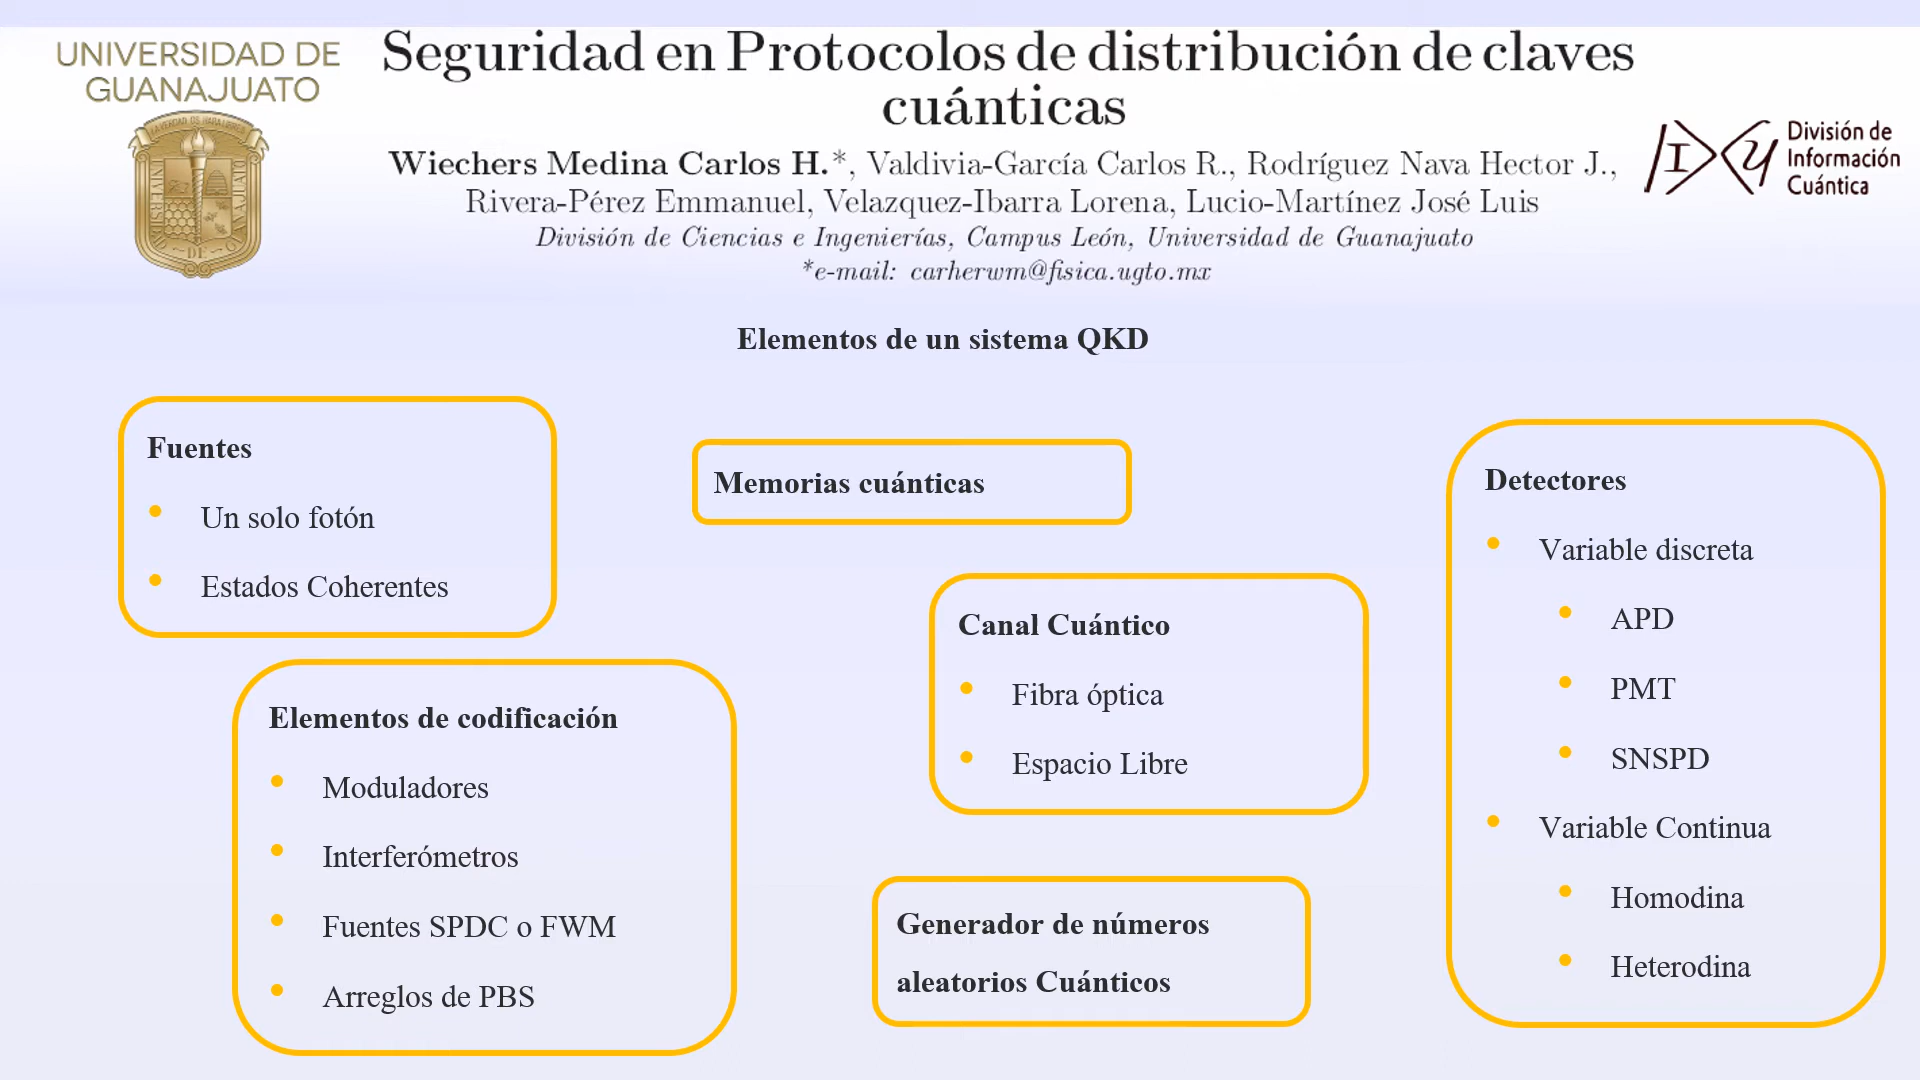 UNIVERSIDAD DE
GUANAJUATO
Seguridad en Protocolos de distribución de claves
cuánticas
Wiechers Medina Carlos H.*, Valdivia-García Carlos R., Rodríguez Nava Hector J.,
Rivera-Pérez Emmanuel, Velazquez-Ibarra Lorena, Lucio-Martínez José Luis
División de Ciencias e Ingenierías, Campus León, Universidad de Guanajuato
*e-mail: carherwm@fisica.ugto.mx
División de
Información
Cuántica
Elementos de un sistema QKD
Fuentes
• Un solo fotón
• Estados Coherentes
Memorias cuánticas
Elementos de codificación
• Moduladores
• Interferómetros
• Fuentes SPDC o FWM
• Arreglos de PBS
Canal Cuántico
• Fibra óptica
• Espacio Libre
Generador de números
aleatorios Cuánticos
Detectores
• Variable discreta
• APD
• PMT
• SNSPD
• Variable Continua
• Homodina
• Heterodina